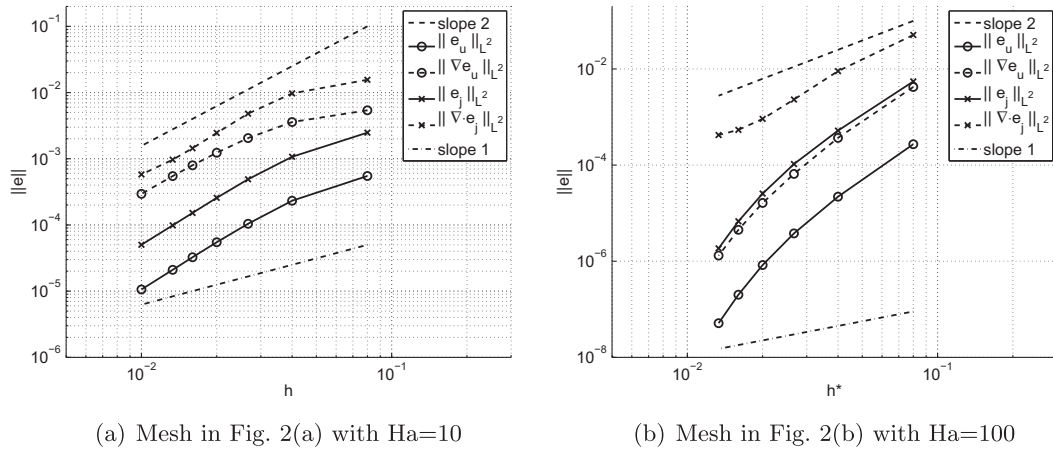 10⁻¹
10⁻²
10⁻³
10⁻⁴
10⁻⁵
10⁻⁶
||e||
10⁻²
10⁻¹
h
slope 2
|| e_u ||_L²
|| ∇e_u ||_L²
|| e_j ||_L²
|| ∇·e_j ||_L²
slope 1
(a) Mesh in Fig. 2(a) with Ha=10
10⁻²
10⁻⁴
10⁻⁶
10⁻⁸
||e||
10⁻²
10⁻¹
h*
slope 2
|| e_u ||_L²
|| ∇e_u ||_L²
|| e_j ||_L²
|| ∇·e_j ||_L²
slope 1
(b) Mesh in Fig. 2(b) with Ha=100